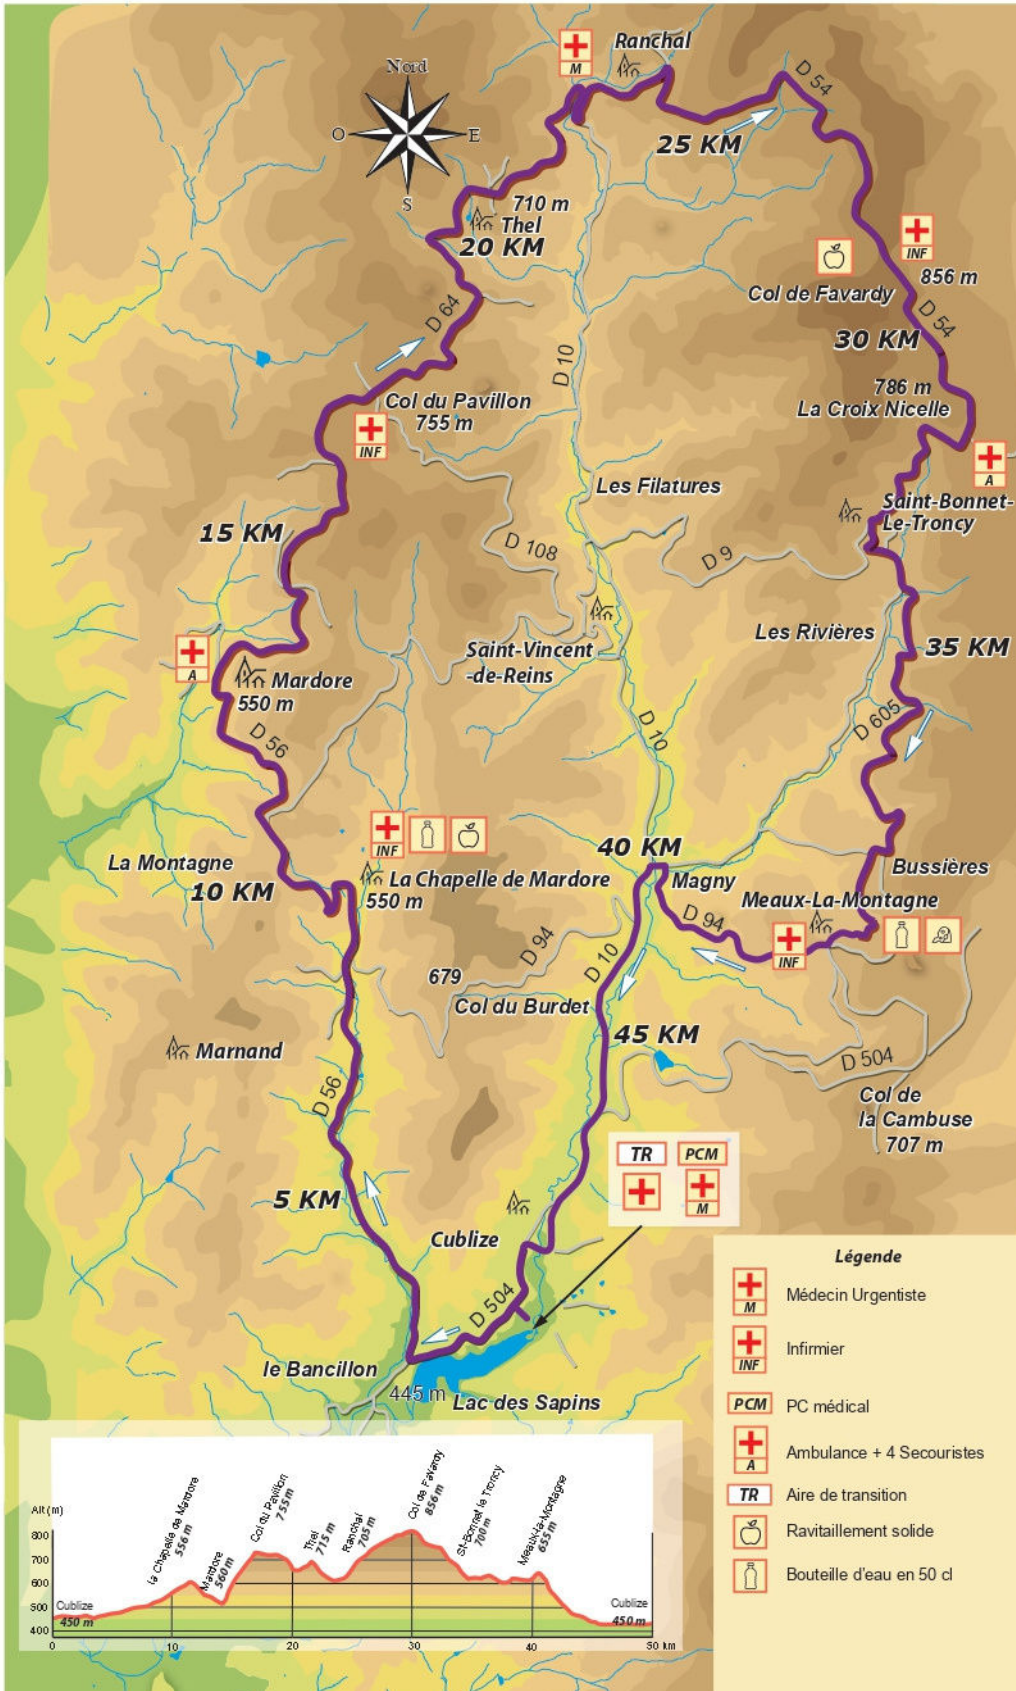 Nord
O
E
S
M
Ranchal
D 54
25 KM
710 m
Thel
20 KM
INF
856 m
Col de Favardy
D 54
30 KM
D 64
D 10
786 m
La Croix Nicelle
Col du Pavillon
755 m
INF
A
Les Filatures
Saint-Bonnet-
Le-Troncy
15 KM
D 108
D 9
Les Rivières
35 KM
A
Saint-Vincent
-de-Reins
Mardore
550 m
D 56
D 10
D 605
INF
La Montagne
10 KM
La Chapelle de Mardore
550 m
40 KM
Magny
Bussières
Meaux-La-Montagne
D 94
INF
D 94
D 10
679
Col du Burdet
45 KM
Marnand
D 56
D 504
Col de
la Cambuse
707 m
TR
PCM
M
5 KM
Cublize
D 504
le Bancillon
445 m
Lac des Sapins
Légende
M
Médecin Urgentiste
INF
Infirmier
PCM
PC médical
A
Ambulance + 4 Secouristes
TR
Aire de transition
Ravitaillement solide
Bouteille d'eau en 50 cl
Alt (m)
800
700
600
500
400
Cublize
450 m
la Chapelle de Mardore
556 m
Mardore
560 m
Col du Pavillon
755 m
Thel
715 m
Ranchal
705 m
Col de Favardy
856 m
St-Bonnet le Troncy
700 m
Meaux-la-Montagne
655 m
Cublize
450 m
0
10
20
30
40
50 km